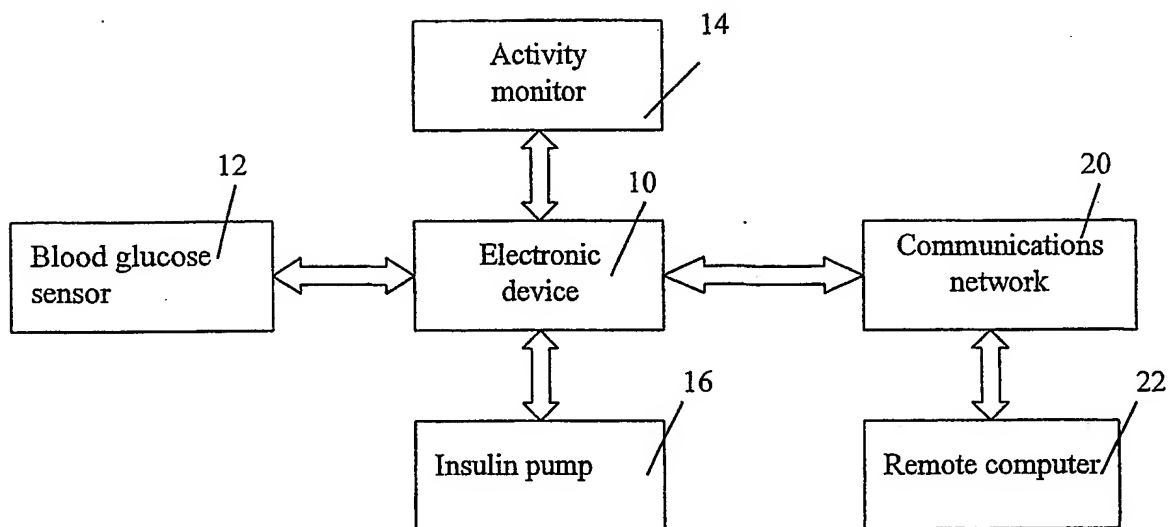 14
Activity
monitor
12
10
20
Blood glucose
sensor
Electronic
device
Communications
network
16
22
Insulin pump
Remote computer